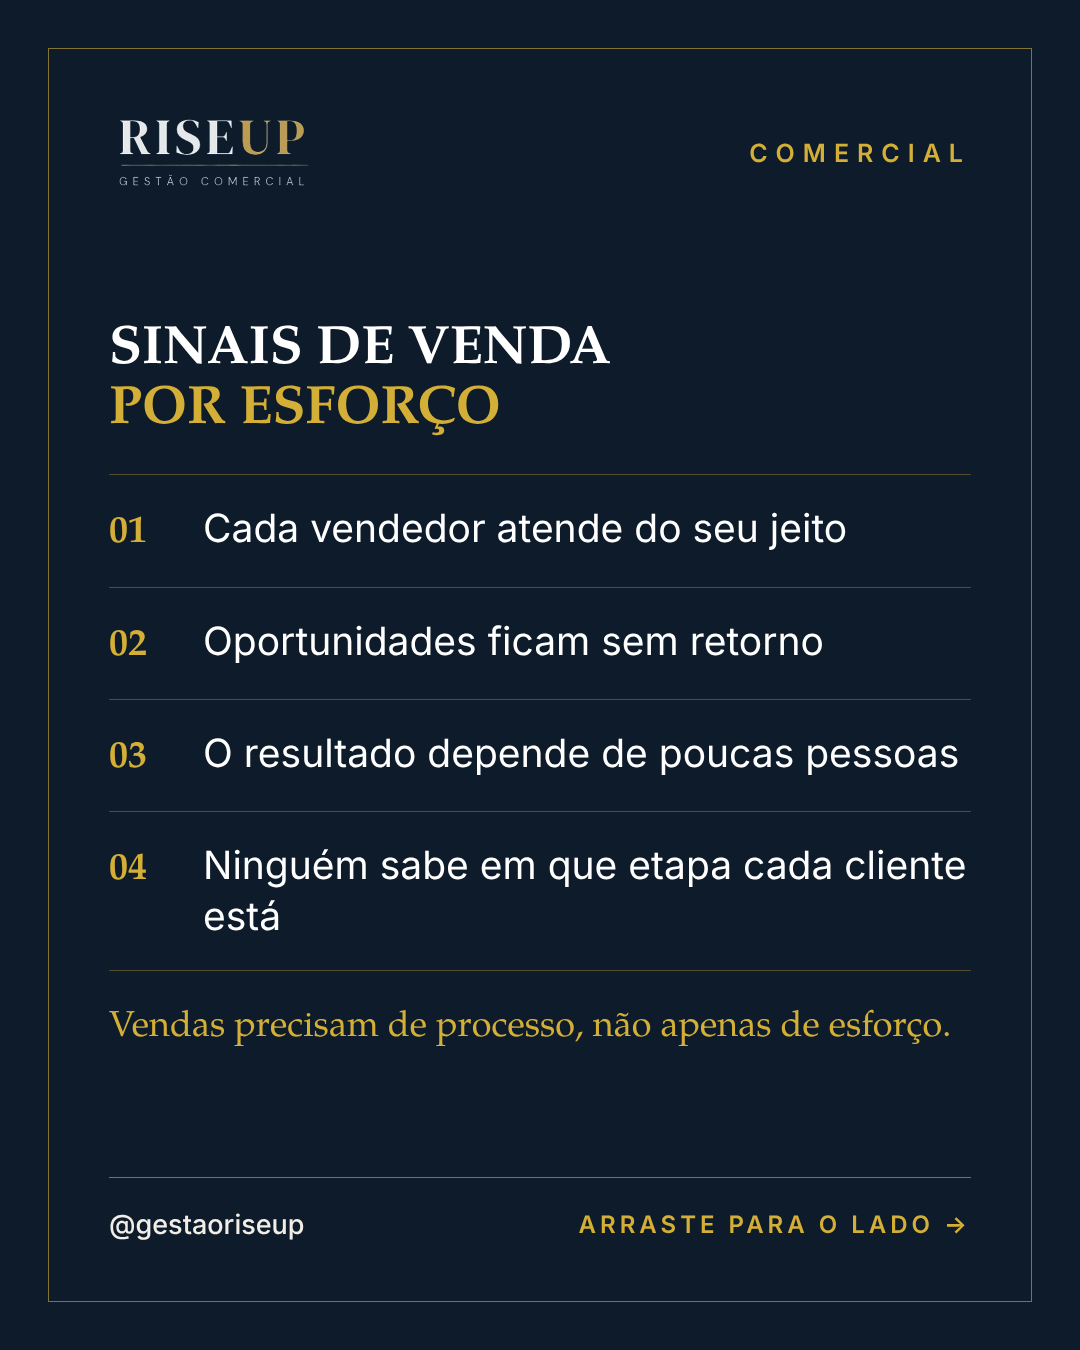 RISEUP
GESTÃO COMERCIAL
COMERCIAL
SINAIS DE VENDA
POR ESFORÇO
01 Cada vendedor atende do seu jeito
02 Oportunidades ficam sem retorno
03 O resultado depende de poucas pessoas
04 Ninguém sabe em que etapa cada cliente
está
Vendas precisam de processo, não apenas de esforço.
@gestaoriseup
ARRASTE PARA O LADO →